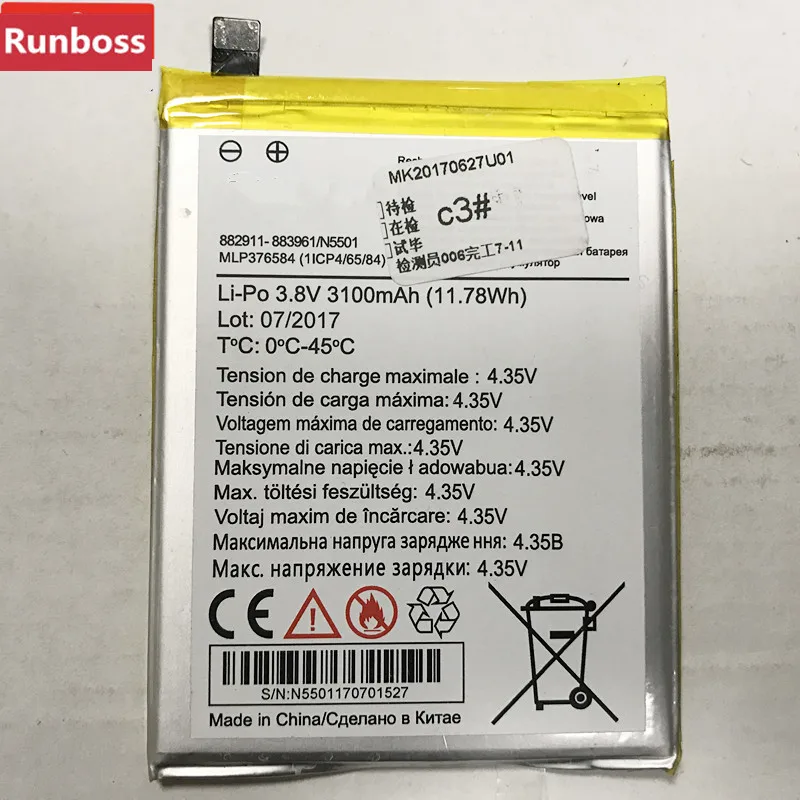 Runboss
MK20170627U01
]待检
]在检
]试毕
c3#
检测员006完工7-11
882911- 883961/N5501
MLP376584 (1ICP4/65/84)
Li-Po 3.8V 3100mAh (11.78Wh)
Lot: 07/2017
T°C: 0°C-45°C
Tension de charge maximale : 4.35V
Tensión de carga máxima: 4.35V
Voltagem máxima de carregamento: 4.35V
Tensione di carica max.:4.35V
Maksymalne napięcie ł adowabua: 4.35V
Max. töltési feszültség: 4.35V
Voltaj maxim de încărcare: 4.35V
Максимальна напруга зарядже ння: 4.35В
Макс. напряжение зарядки: 4.35V
CE
S/N:N5501170701527
Made in China/Сделано в Китае